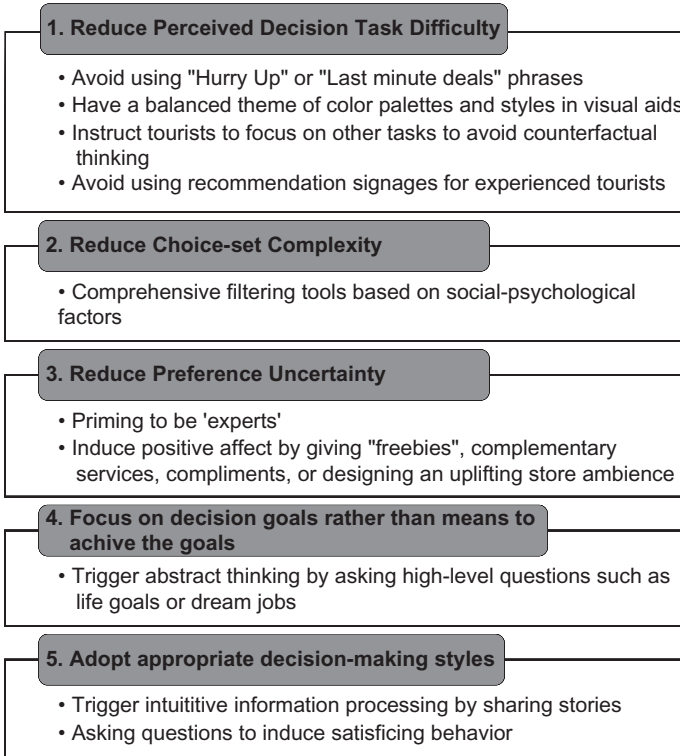 1. Reduce Perceived Decision Task Difficulty
• Avoid using "Hurry Up" or "Last minute deals" phrases
• Have a balanced theme of color palettes and styles in visual aids
• Instruct tourists to focus on other tasks to avoid counterfactual
thinking
• Avoid using recommendation signages for experienced tourists
2. Reduce Choice-set Complexity
• Comprehensive filtering tools based on social-psychological
factors
3. Reduce Preference Uncertainty
• Priming to be 'experts'
• Induce positive affect by giving "freebies", complementary
services, compliments, or designing an uplifting store ambience
4. Focus on decision goals rather than means to
achive the goals
• Trigger abstract thinking by asking high-level questions such as
life goals or dream jobs
5. Adopt appropriate decision-making styles
• Trigger intuititive information processing by sharing stories
• Asking questions to induce satisficing behavior